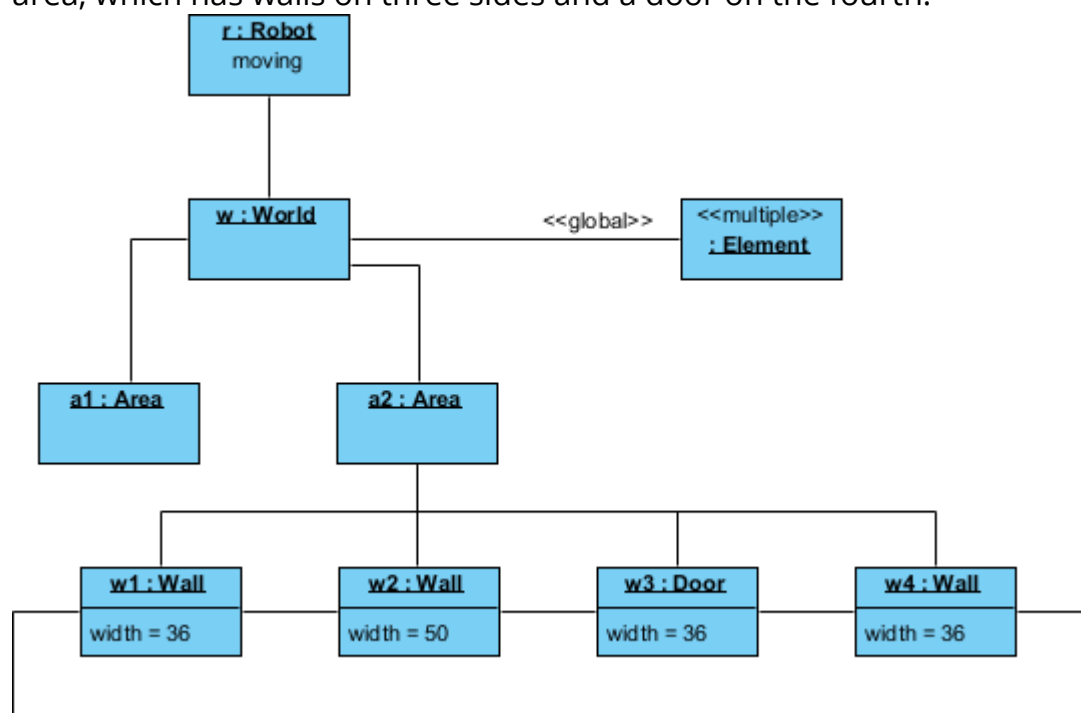 area, which has walls on three sides and a door on the fourth.
r : Robot
moving
w : World
<<global>>
<<multiple>>
: Element
a1 : Area
a2 : Area
w1 : Wall
width = 36
w2 : Wall
width = 50
w3 : Door
width = 36
w4 : Wall
width = 36